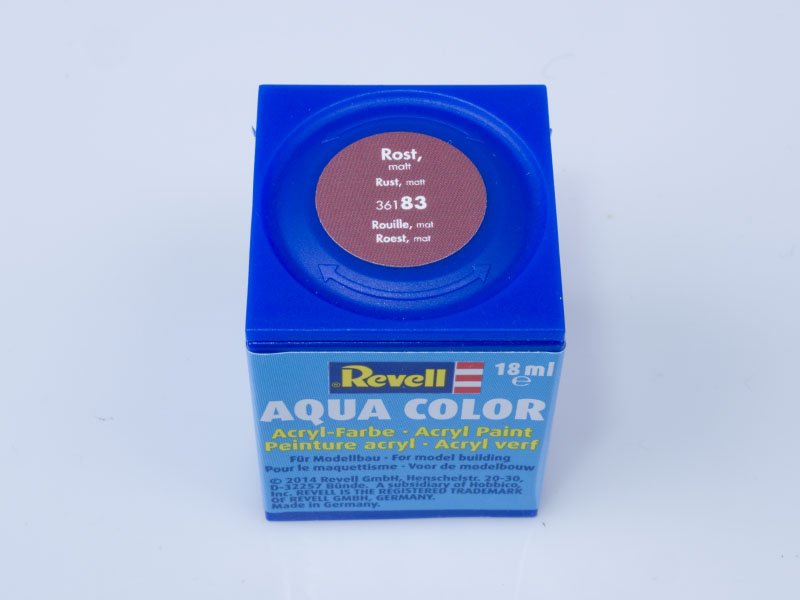 Rost,
matt
Rust, matt
36183
Rouille, mat
Roest, mat
Revell
18 ml
e
AQUA COLOR
Acryl-Farbe · Acryl Paint
Peinture acryl · Acryl verf
Für Modellbau · For model building
Pour le maquettisme · Voor de modelbouw
© 2014 Revell GmbH, Henschelstr. 20-30,
D-32257 Bünde. A subsidiary of Hobbico,
Inc. REVELL IS THE REGISTERED TRADEMARK
OF REVELL GMBH, GERMANY.
Made in Germany.